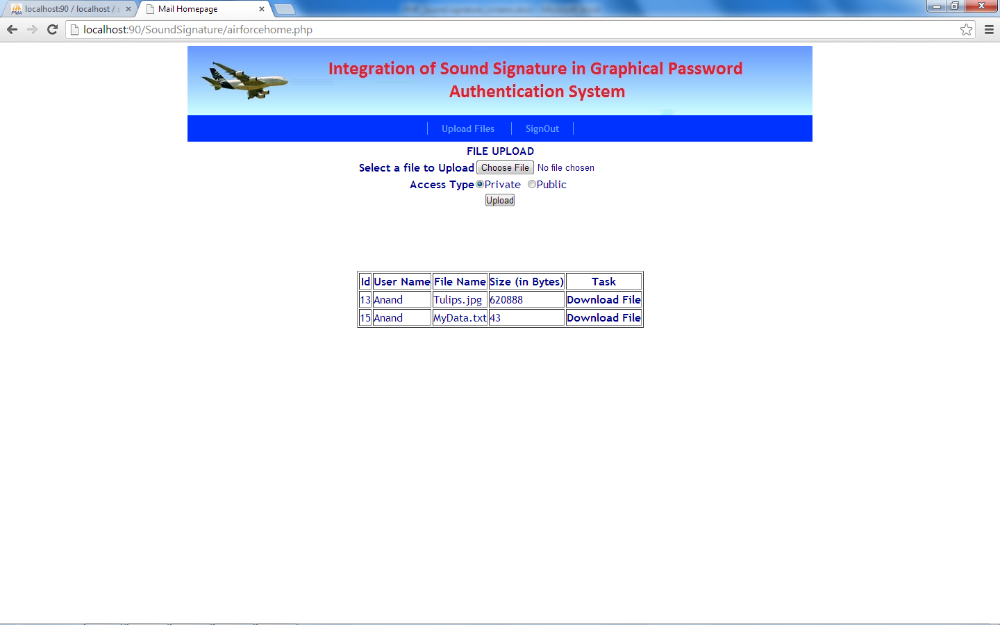 localhost:90 / localhost / s
Mail Homepage
localhost:90/SoundSignature/airforcehome.php
Integration of Sound Signature in Graphical Password
Authentication System
Upload Files SignOut
FILE UPLOAD
Select a file to Upload Choose File No file chosen
Access Type Private Public
Upload
Id User Name File Name Size (in Bytes) Task
13 Anand Tulips.jpg 620888 Download File
15 Anand MyData.txt 43 Download File